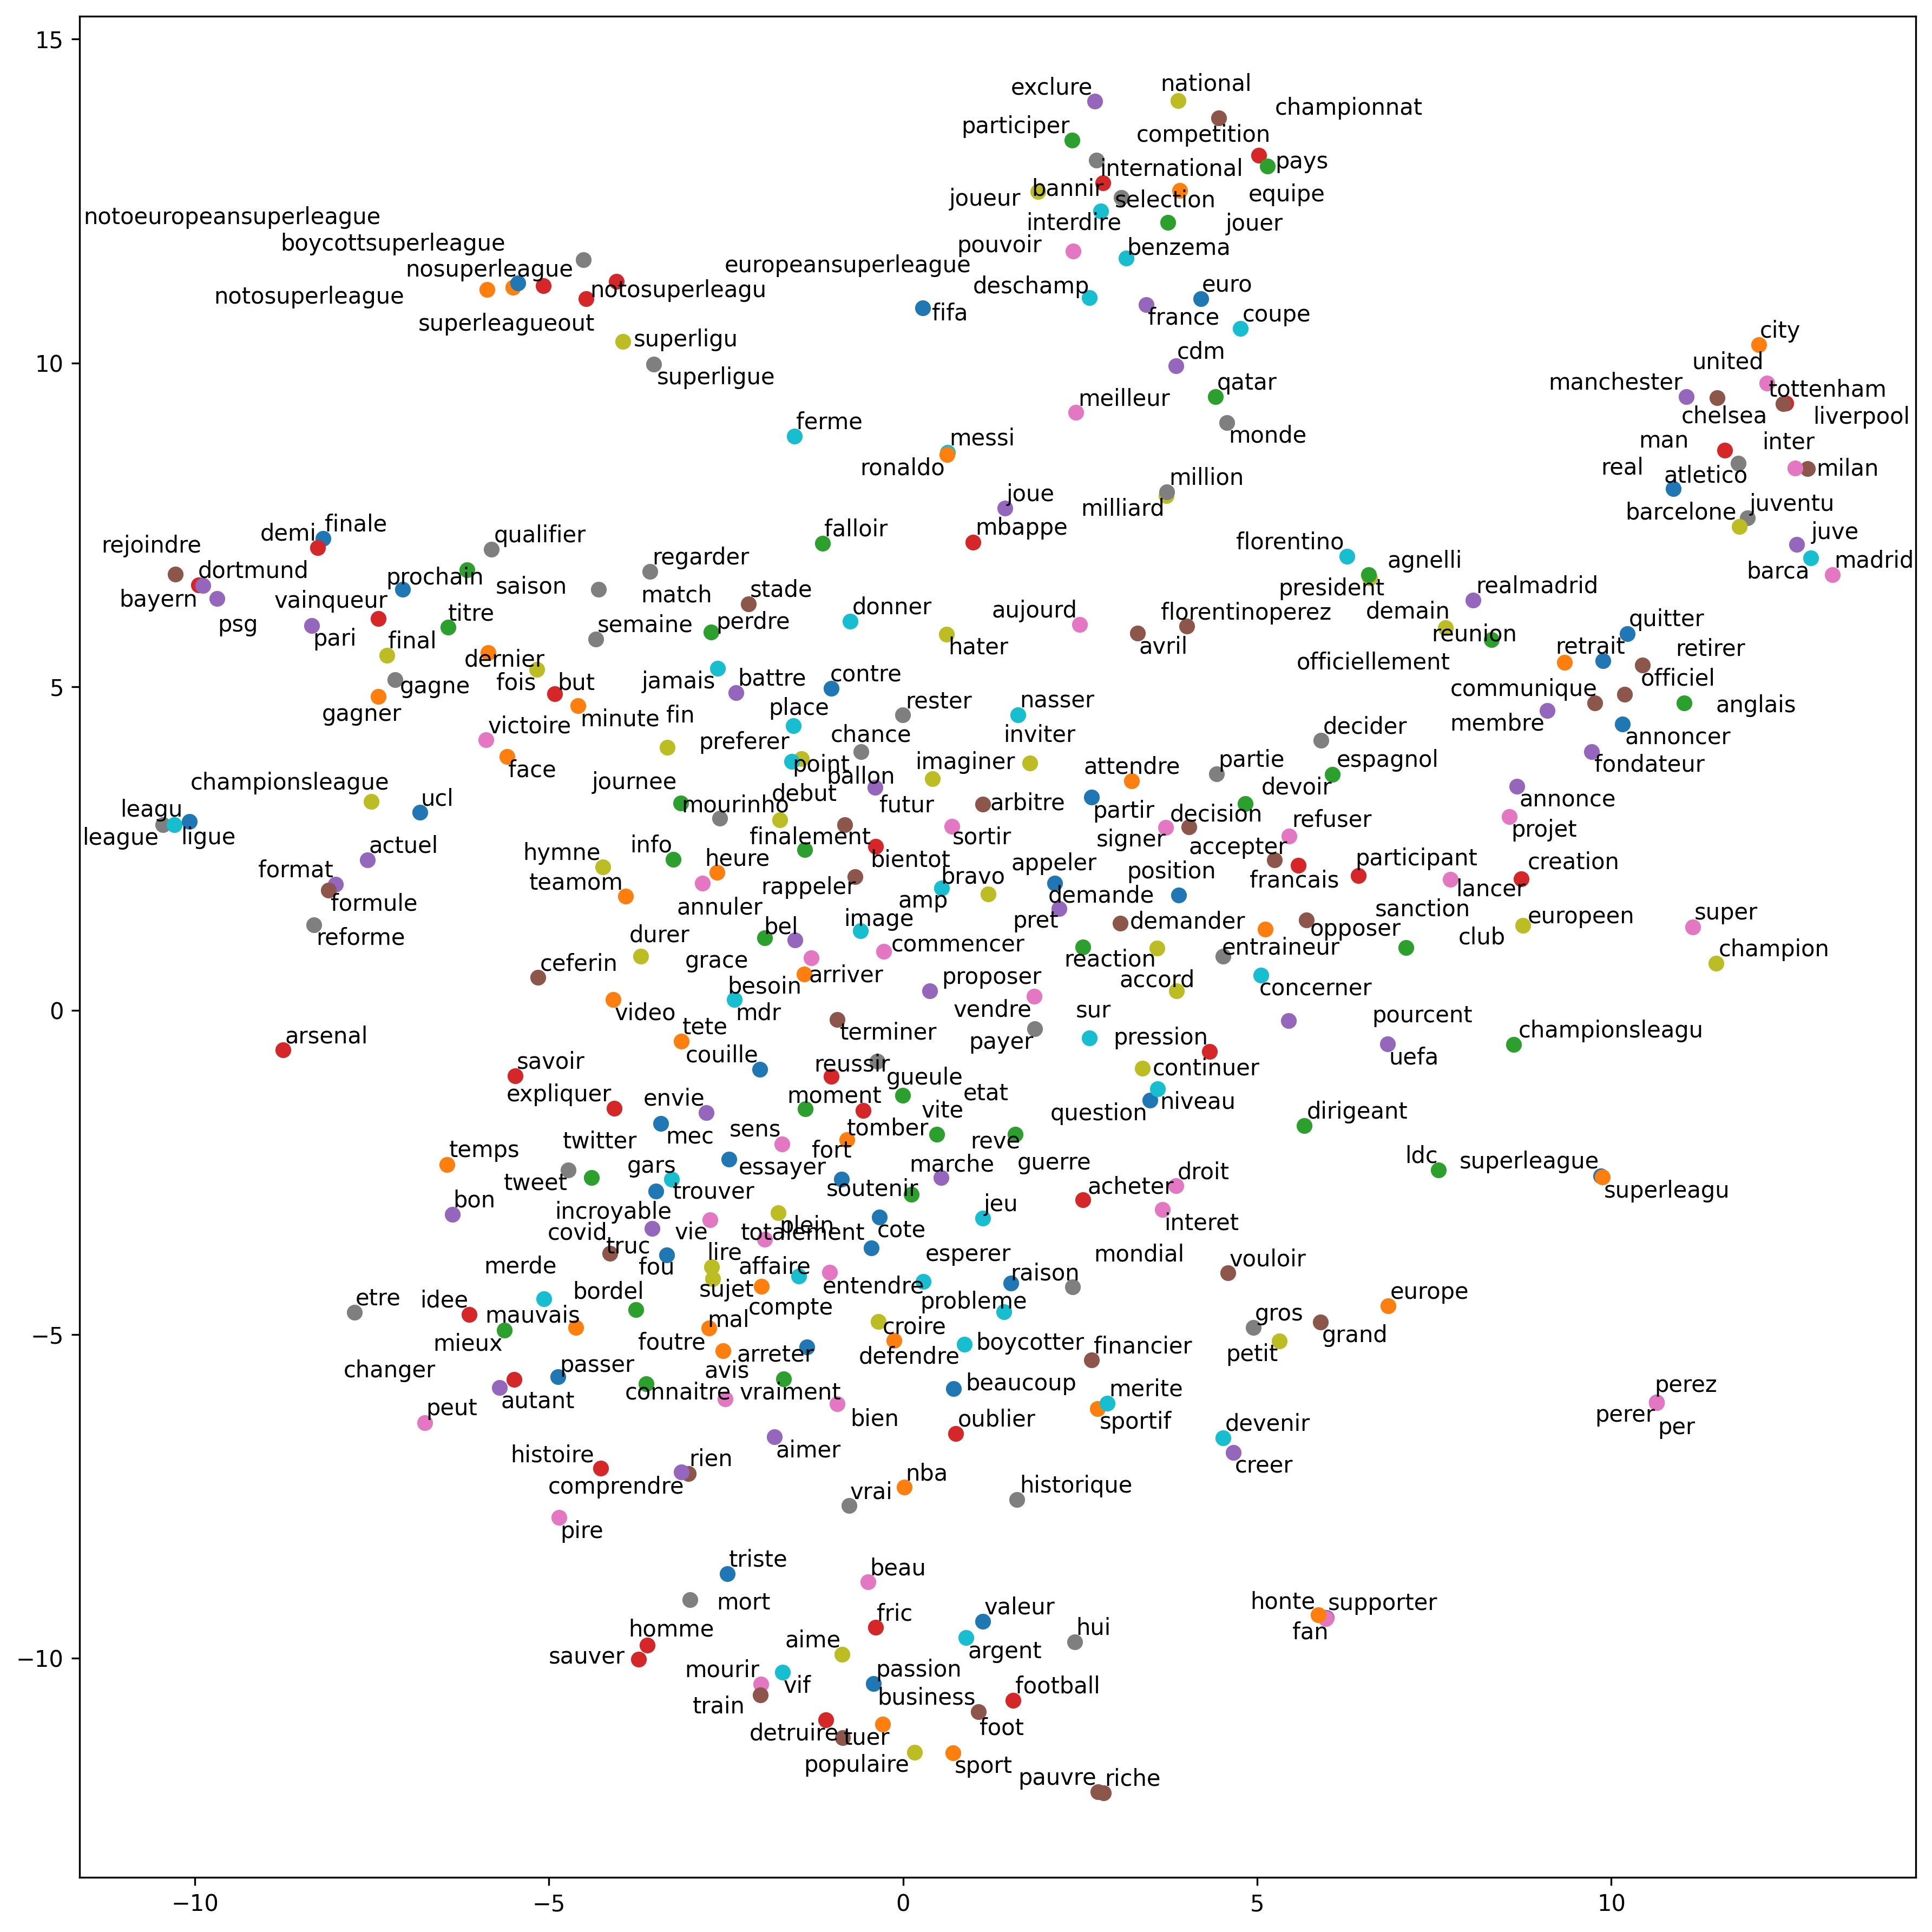 15
national
exclure
championnat
participer
competition
pays
international
bannir
joueur
selection
equipe
notoeuropeansuperleague
interdire
jouer
boycottsuperleague
pouvoir
benzema
nosuperleague
europeansuperleague
notosuperleague
notosuperleagu
deschamp
euro
fifa
france
coupe
superleagueout
superligu
city
cdm
10
united
superligue
qatar
manchester
tottenham
meilleur
chelsea
liverpool
ferme
monde
messi
man
inter
ronaldo
real
atletico
milan
million
joue
milliard
barcelone
juventu
demi
finale
qualifier
falloir
mbappe
florentino
juve
rejoindre
regarder
agnelli
dortmund
prochain
saison
match
stade
president
realmadrid
barca
madrid
bayern
vainqueur
titre
donner
aujourd
florentinoperez
demain
quitter
psg
pari
semaine
perdre
reunion
final
hater
avril
retrait
retirer
dernier
officiellement
5
fois
but
jamais
battre
contre
communique
officiel
gagne
gagner
place
rester
nasser
membre
anglais
victoire
minute
fin
preferer
chance
inviter
decider
annoncer
face
point
ballon
imaginer
attendre
partie
espagnol
fondateur
championsleague
journee
debut
devoir
leagu
ucl
mourinho
futur
arbitre
partir
decision
annonce
league
ligue
finalement
sortir
signer
refuser
projet
actuel
hymne
info
heure
bientot
appeler
accepter
participant
creation
format
teamom
rappeler
bravo
position
francais
lancer
formule
annuler
amp
demande
sanction
reforme
bel
image
pret
demander
opposer
europeen
super
durer
commencer
reaction
entraineur
club
ceferin
grace
arriver
proposer
accord
champion
besoin
concerner
0
video
mdr
vendre
sur
arsenal
tete
terminer
payer
pression
pourcent
championsleagu
savoir
couille
reussir
gueule
continuer
uefa
expliquer
envie
moment
etat
vite
question
niveau
dirigeant
mec
sens
tomber
reve
temps
twitter
gars
essayer
fort
marche
guerre
ldc
superleague
tweet
trouver
soutenir
acheter
droit
superleagu
bon
incroyable
jeu
interet
covid
vie
plein
totalement
cote
truc
lire
esperer
mondial
merde
fou
affaire
raison
vouloir
etre
idee
bordel
sujet
entendre
europe
mauvais
compte
probleme
gros
−5
mal
croire
grand
mieux
foutre
arreter
defendre
boycotter
financier
petit
changer
passer
avis
autant
connaitre
vraiment
beaucoup
merite
perez
peut
bien
oublier
sportif
devenir
perer
per
histoire
rien
aimer
creer
comprendre
nba
vrai
historique
pire
triste
beau
mort
honte
supporter
homme
fric
valeur
hui
fan
−10
sauver
aime
argent
mourir
vif
passion
football
train
business
foot
detruire
tuer
populaire
sport
pauvre
riche
−10
−5
0
5
10